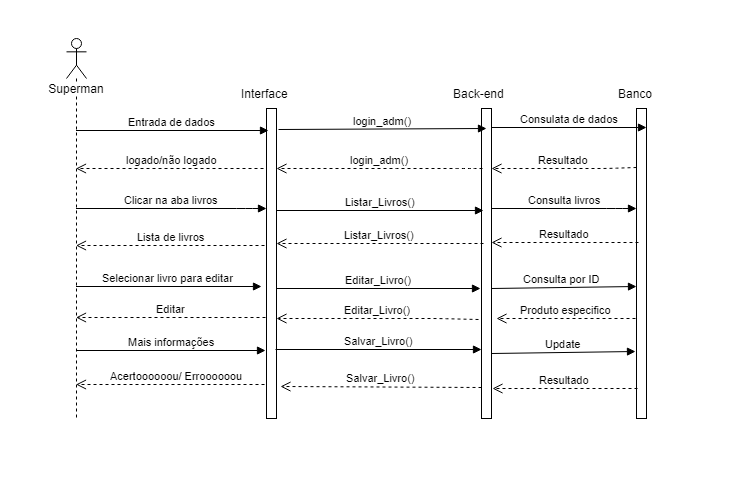 Superman
Interface
Back-end
Banco
Entrada de dados
login_adm()
Consulata de dados
logado/não logado
login_adm()
Resultado
Clicar na aba livros
Listar_Livros()
Consulta livros
Lista de livros
Listar_Livros()
Resultado
Selecionar livro para editar
Editar_Livro()
Consulta por ID
Editar
Editar_Livro()
Produto especifico
Mais informações
Salvar_Livro()
Update
Acertoooooou/ Erroooooou
Salvar_Livro()
Resultado